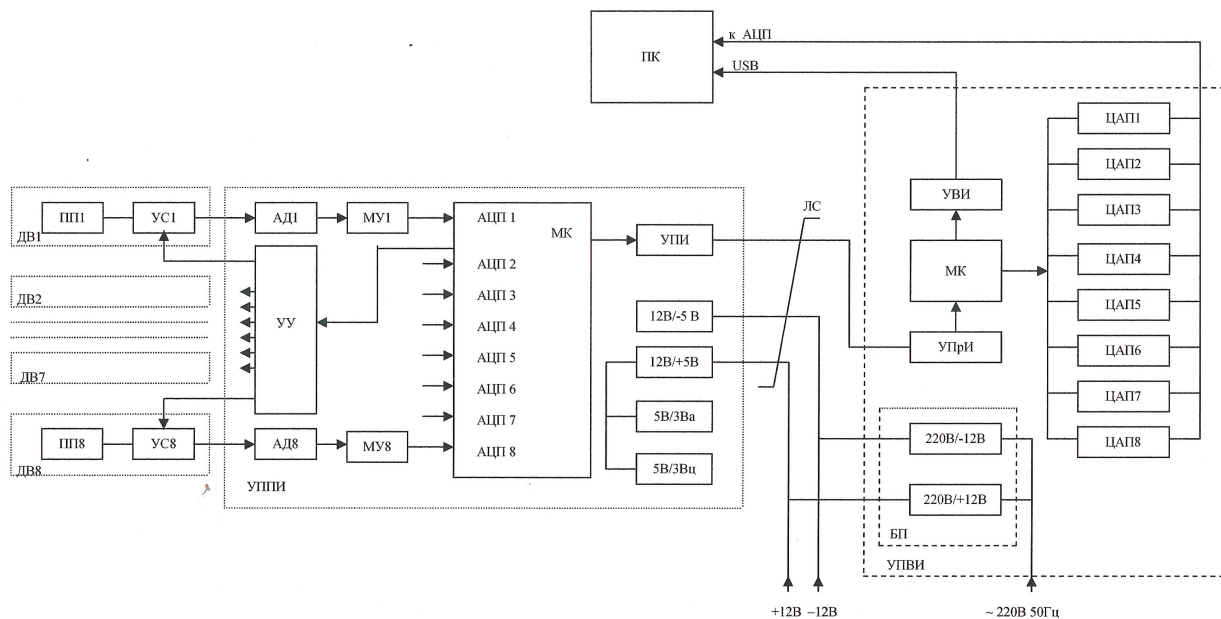 ПК
к АЦП
USB
ЦАП1
ЦАП2
ЦАП3
ЦАП4
ЦАП5
ЦАП6
ЦАП7
ЦАП8
УВИ
МК
УПрИ
220В/-12В
220В/+12В
БП
УПВИ
ПП1
УС1
ДВ1
ДВ2
ДВ7
ПП8
УС8
ДВ8
АД1
МУ1
УУ
АД8
МУ8
УППИ
АЦП 1
МК
АЦП 2
АЦП 3
АЦП 4
АЦП 5
АЦП 6
АЦП 7
АЦП 8
УПИ
ЛС
12В/-5 В
12В/+5В
5В/3Ва
5В/3Вц
+12В –12В
~ 220В 50Гц